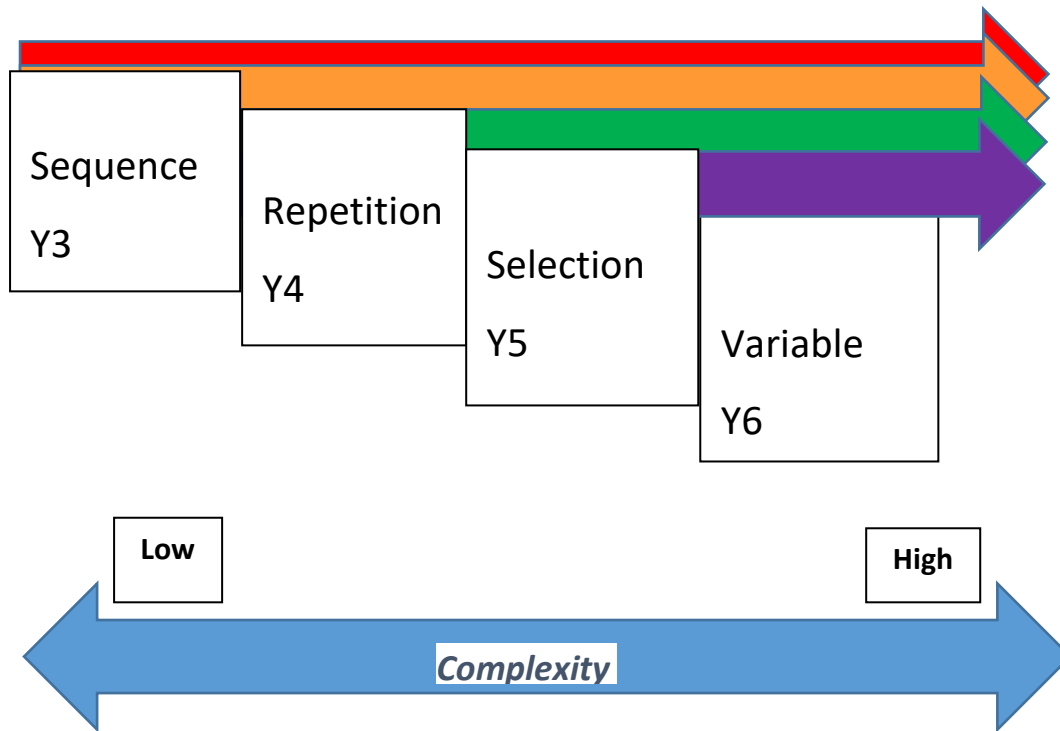 Sequence
Y3
Repetition
Y4
Selection
Y5
Variable
Y6
Low
High
Complexity